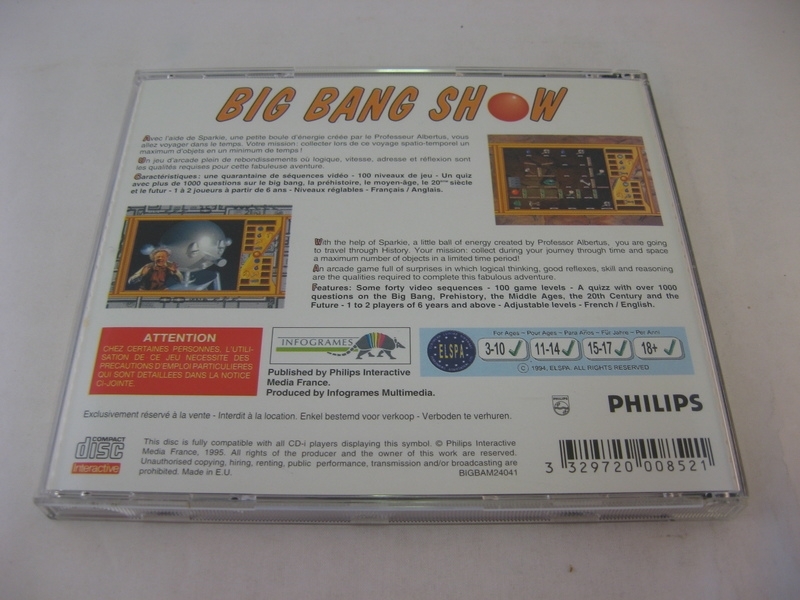 BIG BANG SHOW
Avec l'aide de Sparkie, une petite boule d'énergie créée par le Professeur Albertus, vous
allez voyager dans le temps. Votre mission: collecter lors de ce voyage spatio-temporel un
maximum d'objets en un minimum de temps !
Un jeu d'arcade plein de rebondissements où logique, vitesse, adresse et réflexion sont
les qualités requises pour cette fabuleuse aventure.
Caractéristiques: une quarantaine de séquences vidéo - 100 niveaux de jeu - Un quiz
avec plus de 1000 questions sur le big bang, la préhistoire, le moyen-âge, le 20ème siècle
et le futur - 1 à 2 joueurs à partir de 6 ans - Niveaux réglables - Français / Anglais.
With the help of Sparkie, a little ball of energy created by Professor Albertus, you are going
to travel through History. Your mission: collect during your journey through time and space
a maximum number of objects in a limited time period!
An arcade game full of surprises in which logical thinking, good reflexes, skill and reasoning
are the qualities required to complete this fabulous adventure.
Features: Some forty video sequences - 100 game levels - A quizz with over 1000
questions on the Big Bang, Prehistory, the Middle Ages, the 20th Century and the
Future - 1 to 2 players of 6 years and above - Adjustable levels - French / English.
ATTENTION
CHEZ CERTAINES PERSONNES, L'UTILI-
SATION DE CE JEU NECESSITE DES
PRECAUTIONS D'EMPLOI PARTICULIERES
QUI SONT DETAILLEES DANS LA NOTICE
CI-JOINTE.
INFOGRAMES
Published by Philips Interactive
Media France.
Produced by Infogrames Multimedia.
ELSPA
For Ages - Pour Ages - Para Años - Für Jahre - Per Anni
3-10 11-14 15-17 18+
© 1994, ELSPA. ALL RIGHTS RESERVED
Exclusivement réservé à la vente - Interdit à la location. Enkel bestemd voor verkoop - Verboden te verhuren.
PHILIPS
PHILIPS
COMPACT
disc
Interactive
This disc is fully compatible with all CD-i players displaying this symbol. © Philips Interactive
Media France, 1995. All rights of the producer and the owner of this work are reserved.
Unauthorised copying, hiring, renting, public performance, transmission and/or broadcasting are
prohibited. Made in E.U.
BIGBAM24041
3 329720 008521